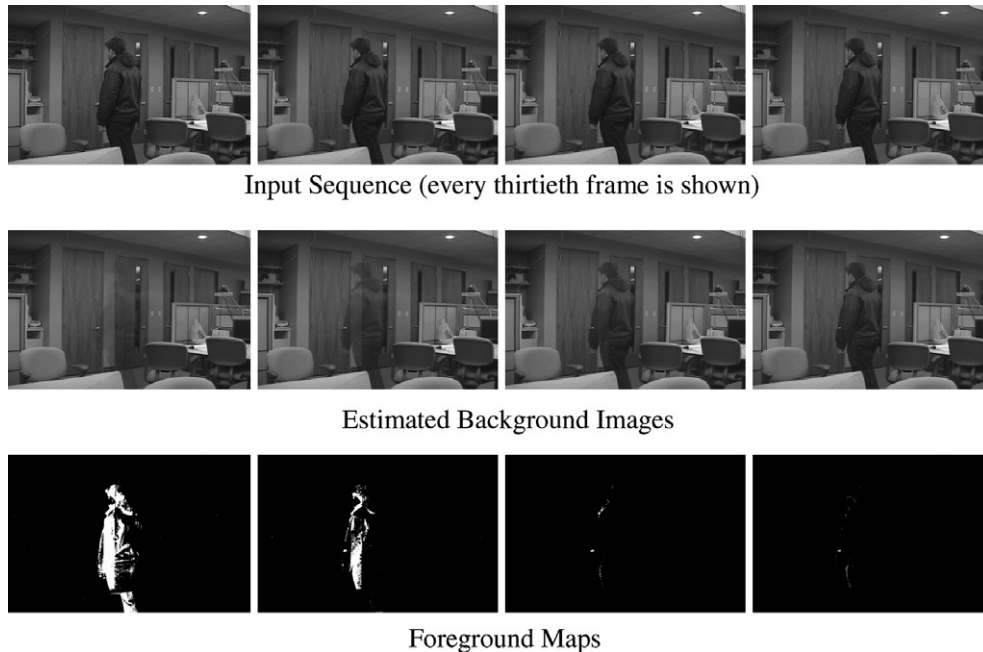 Input Sequence (every thirtieth frame is shown)
Estimated Background Images
Foreground Maps